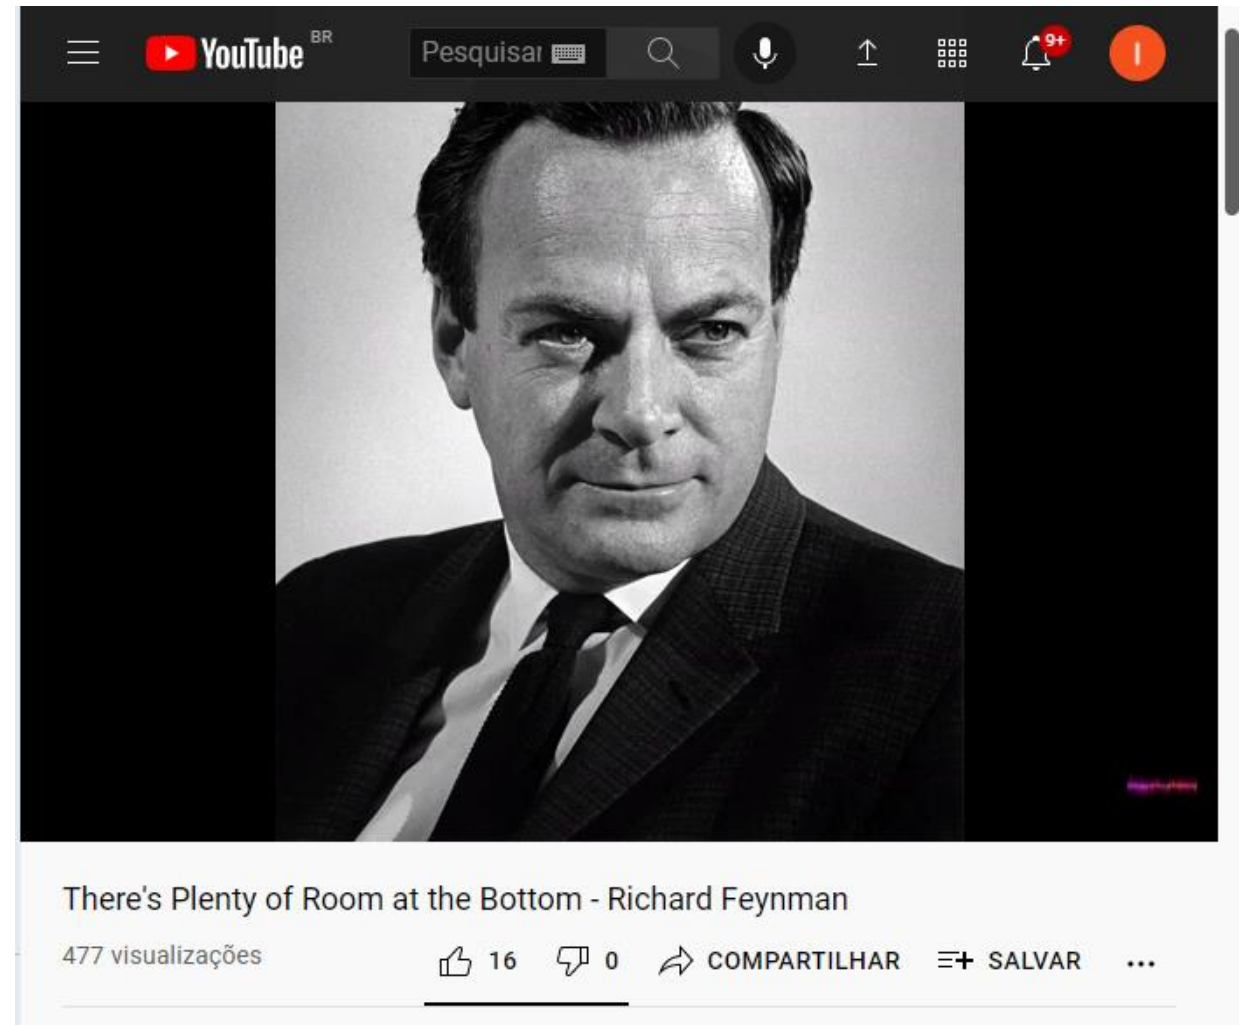 YouTube BR
Pesquisar
9+
I
There's Plenty of Room at the Bottom - Richard Feynman
477 visualizações 16 0 COMPARTILHAR SALVAR